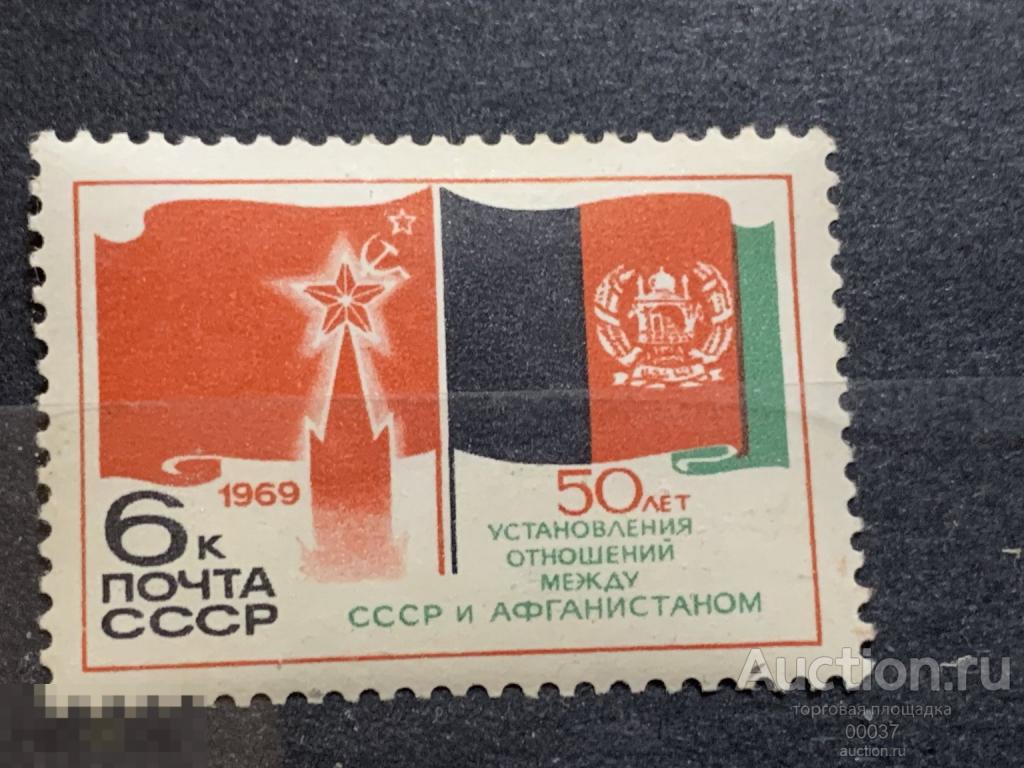 1969
6 к
ПОЧТА
СССР
50 ЛЕТ
УСТАНОВЛЕНИЯ
ОТНОШЕНИЙ
МЕЖДУ
СССР И АФГАНИСТАНОМ
Auction.ru
торговая площадка
00037
auction.ru